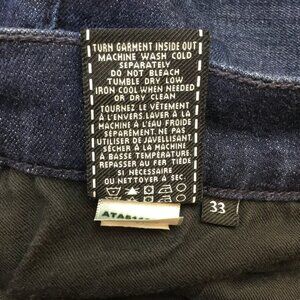 TURN GARMENT INSIDE OUT
MACHINE WASH COLD
SEPARATELY
DO NOT BLEACH
TUMBLE DRY LOW
IRON COOL WHEN NEEDED
OR DRY CLEAN
TOURNEZ LE VÊTEMENT
À L'ENVERS.LAVER À LA
MACHINE À L'EAU FROIDE
SÉPARÉMENT. NE PAS
UTILISER DE JAVELLISANT.
SÉCHER À LA MACHINE
À BASSE TEMPÉRATURE.
REPASSER AU FER TIÈDE
SI NÉCESSAIRE
OU NETTOYER À SEC.
33